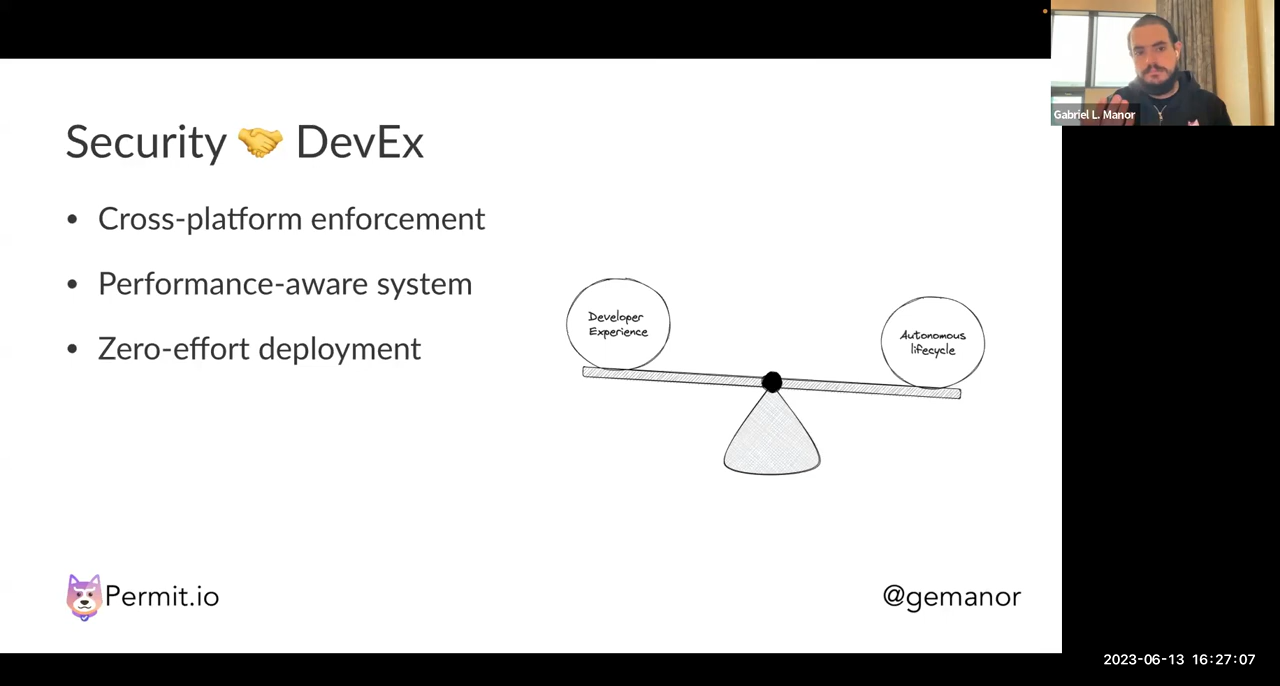 Gabriel L. Manor
Security 🤝 DevEx
• Cross-platform enforcement
• Performance-aware system
• Zero-effort deployment
Developer
Experience
Autonomous
lifecycle
Permit.io
@gemanor
2023-06-13 16:27:07